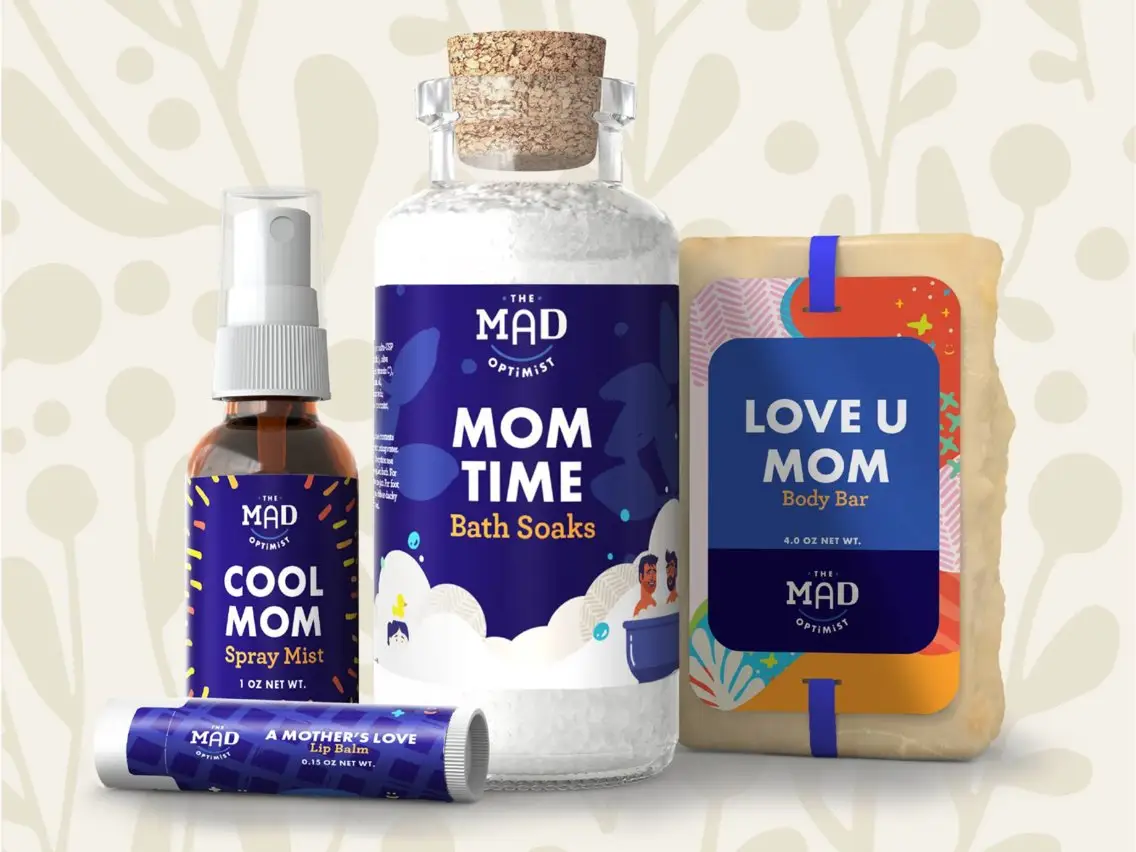 THE
MAD
OPTiMiST
COOL
MOM
Spray Mist
1 OZ NET WT.
THE
MAD
OPTiMiST
A MOTHER'S LOVE
Lip Balm
0.15 OZ NET WT.
THE
MAD
OPTiMiST
MOM
TIME
Bath Soaks
LOVE U
MOM
Body Bar
4.0 OZ NET WT.
THE
MAD
OPTiMiST